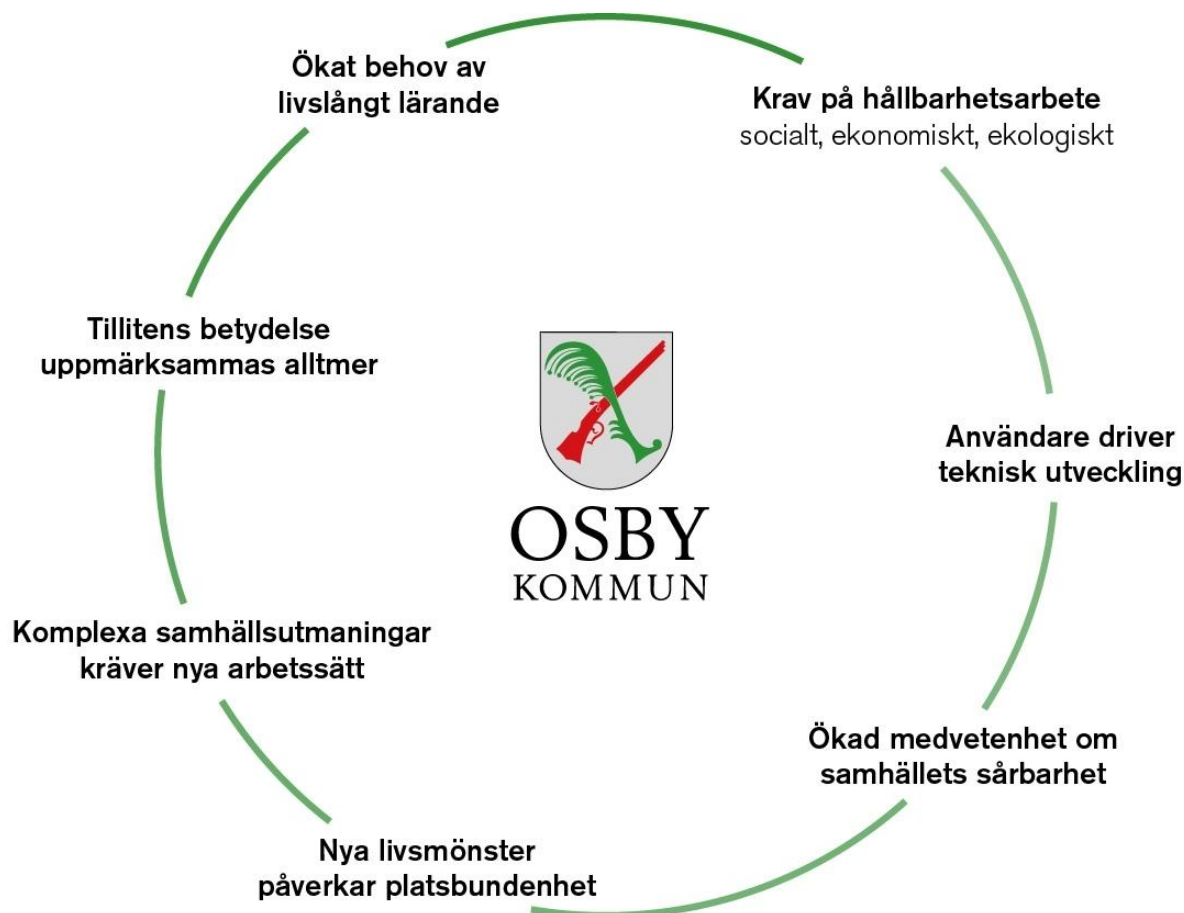 Ökat behov av
livslångt lärande
Krav på hållbarhetsarbete
socialt, ekonomiskt, ekologiskt
Tillitens betydelse
uppmärksammas alltmer
Användare driver
teknisk utveckling
OSBY
KOMMUN
Komplexa samhällsutmaningar
kräver nya arbetssätt
Ökad medvetenhet om
samhällets sårbarhet
Nya livsmönster
påverkar platsbundenhet